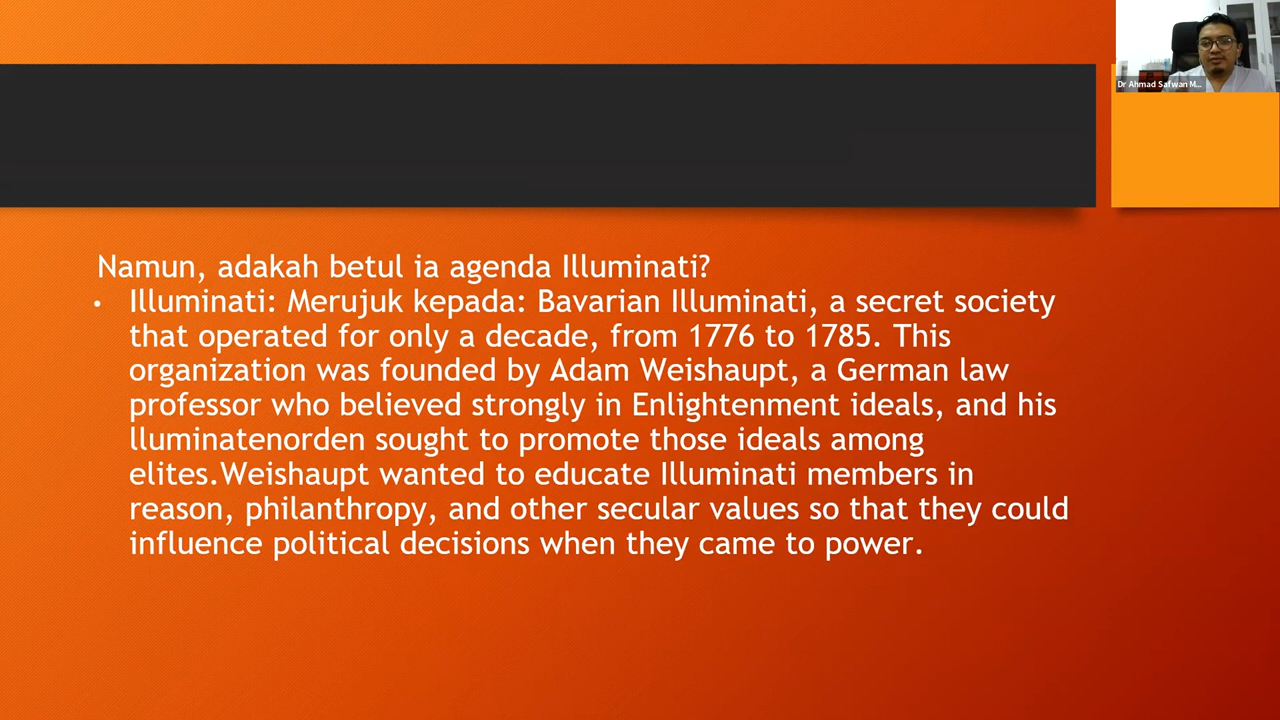 Dr Ahmad Safwan M...
Namun, adakah betul ia agenda Illuminati?
• Illuminati: Merujuk kepada: Bavarian Illuminati, a secret society
that operated for only a decade, from 1776 to 1785. This
organization was founded by Adam Weishaupt, a German law
professor who believed strongly in Enlightenment ideals, and his
lluminatenorden sought to promote those ideals among
elites.Weishaupt wanted to educate Illuminati members in
reason, philanthropy, and other secular values so that they could
influence political decisions when they came to power.